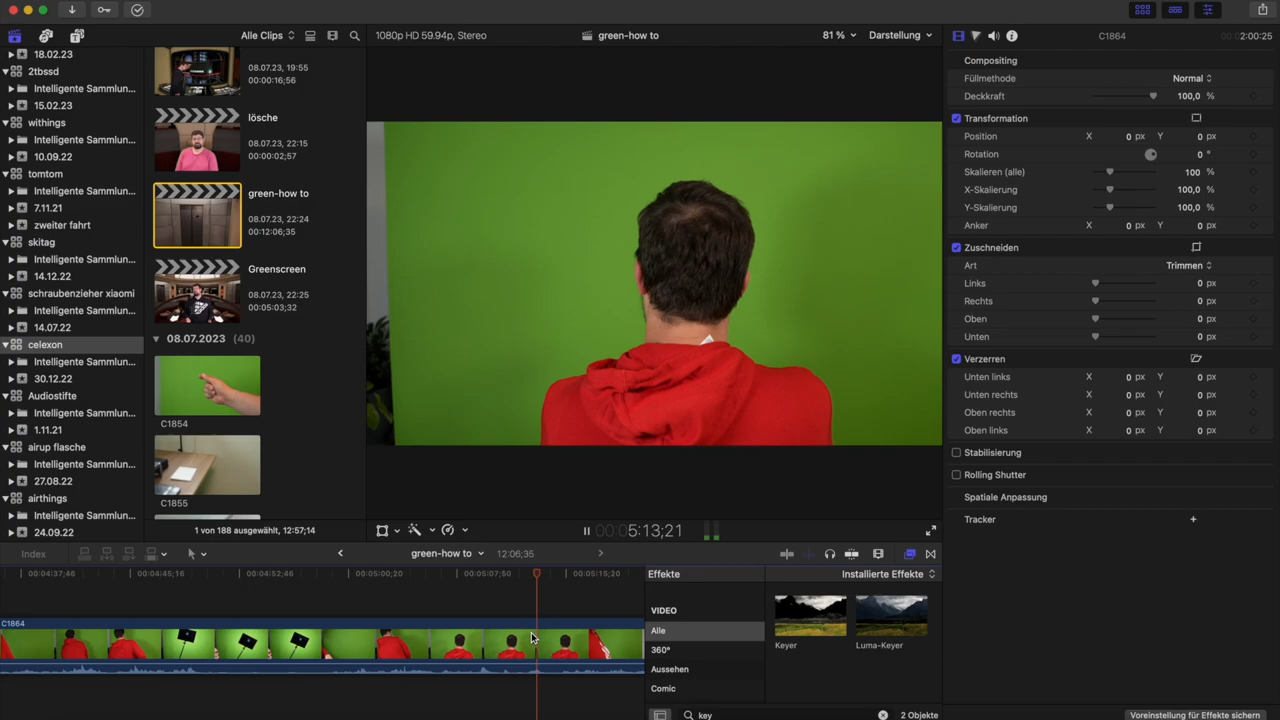 Alle Clips
1080p HD 59.94p, Stereo
green-how to
81 %
Darstellung
C1864
2:00:25
18.02.23
2tbssd
Intelligente Sammlun...
15.02.23
withings
Intelligente Sammlun...
10.09.22
tomtom
Intelligente Sammlun...
7.11.21
zweiter fahrt
skitag
Intelligente Sammlun...
14.12.22
schraubenzieher xiaomi
Intelligente Sammlun...
14.07.22
celexon
Intelligente Sammlun...
30.12.22
Audiostifte
Intelligente Sammlun...
1.11.21
airup flasche
Intelligente Sammlun...
27.08.22
airthings
Intelligente Sammlun...
24.09.22
08.07.23, 19:55
00:00:16;56
lösche
08.07.23, 22:15
00:00:02;57
green-how to
08.07.23, 22:24
00:12:06;35
Greenscreen
08.07.23, 22:25
00:05:03,32
08.07.2023 (40)
C1854
C1855
1 von 188 ausgewählt, 12:57;14
00:00:05:13,21
Compositing
Füllmethode Normal
Deckkraft 100,0 %
Transformation
Position X 0 px Y 0 px
Rotation 0 °
Skalieren (alle) 100 %
X-Skalierung 100,0 %
Y-Skalierung 100,0 %
Anker X 0 px Y 0 px
Zuschneiden
Art Trimmen
Links 0 px
Rechts 0 px
Oben 0 px
Unten 0 px
Verzerren
Unten links X 0 px Y 0 px
Unten rechts X 0 px Y 0 px
Oben rechts X 0 px Y 0 px
Oben links X 0 px Y 0 px
Stabilisierung
Rolling Shutter
Spatiale Anpassung
Tracker
Index
green-how to
12:06;35
00:04:37;46
00:04:45;16
00:04:52;46
00:05:00;20
00:05:07;50
00:05:15;20
C1864
Effekte
Installierte Effekte
VIDEO
Alle
360°
Aussehen
Comic
Keyer
Luma-Keyer
key
2 Objekte
Voreinstellung für Effekte sichern